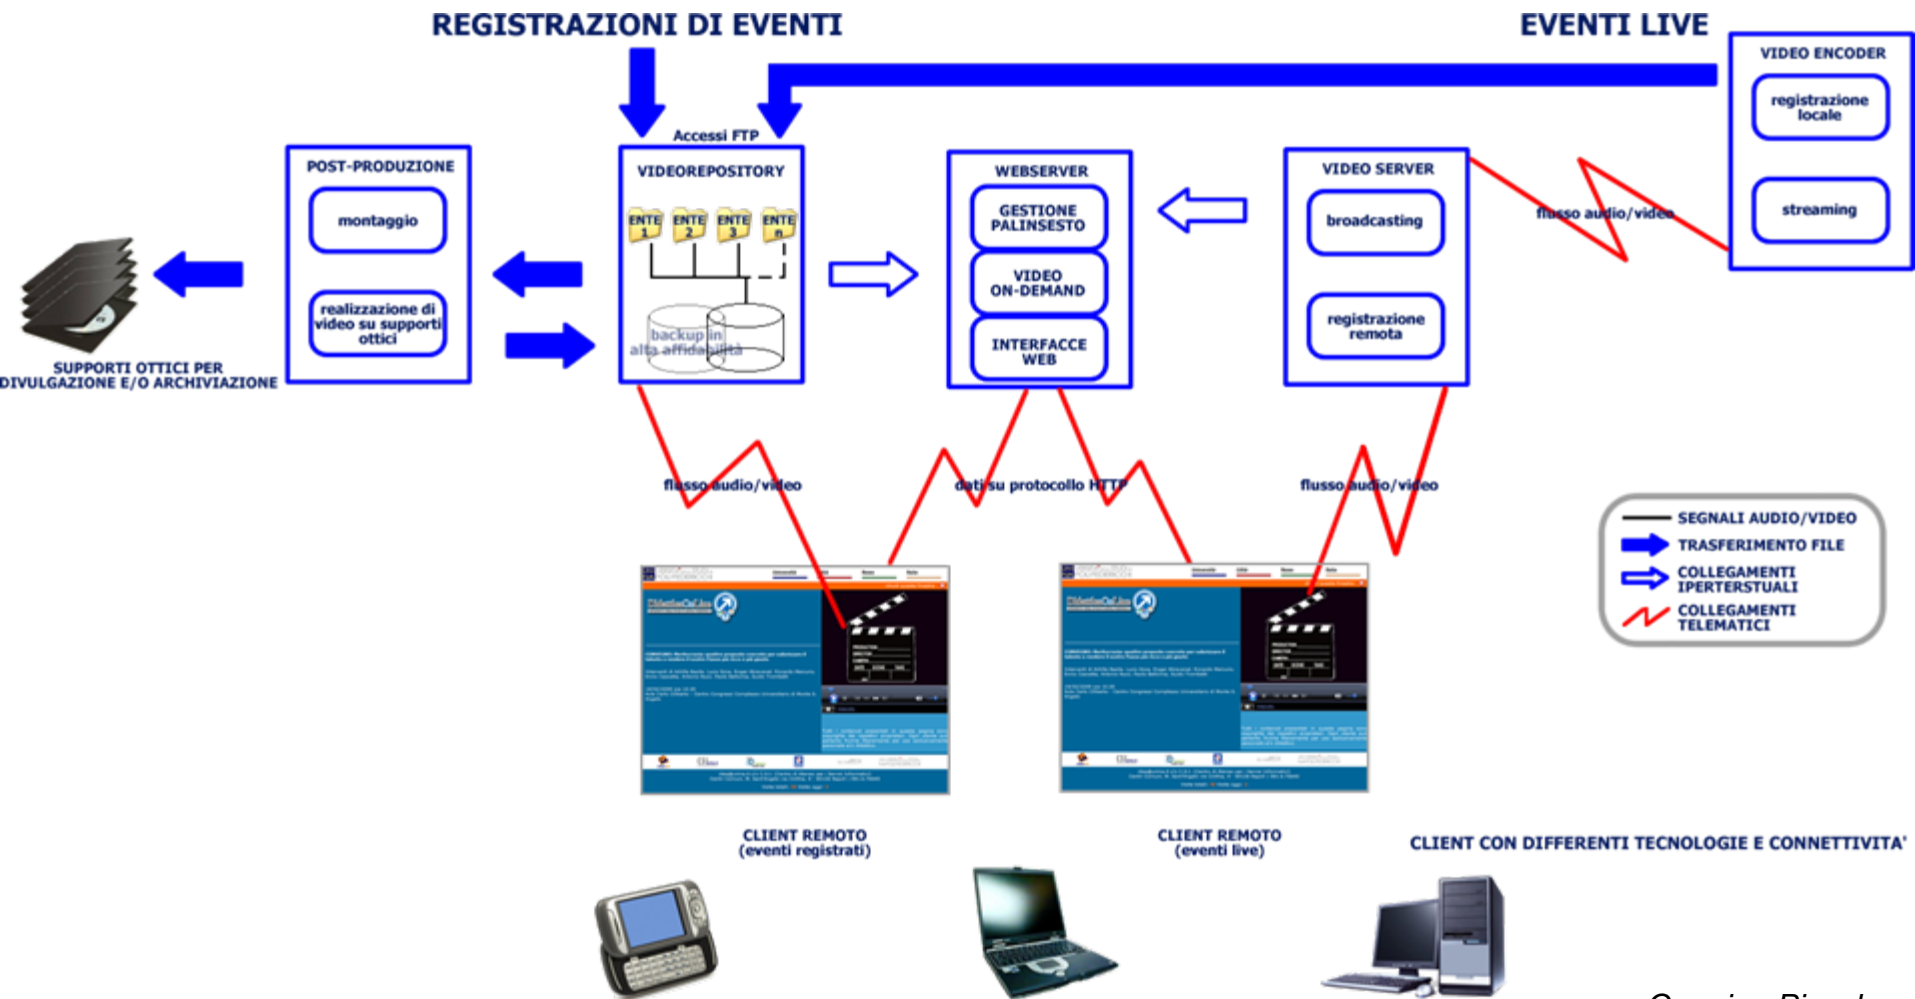 REGISTRAZIONI DI EVENTI
EVENTI LIVE
VIDEO ENCODER
registrazione
locale
streaming
Accessi FTP
POST-PRODUZIONE
montaggio
realizzazione di
video su supporti
ottici
VIDEOREPOSITORY
ENTE
1
ENTE
2
ENTE
3
ENTE
n
backup in
alta affidabilità
WEBSERVER
GESTIONE
PALINSESTO
VIDEO
ON-DEMAND
INTERFACCE
WEB
VIDEO SERVER
broadcasting
registrazione
remota
flusso audio/video
SUPPORTI OTTICI PER
DIVULGAZIONE E/O ARCHIVIAZIONE
flusso audio/video
dati su protocollo HTTP
flusso audio/video
SEGNALI AUDIO/VIDEO
TRASFERIMENTO FILE
COLLEGAMENTI
IPERTERSTUALI
COLLEGAMENTI
TELEMATICI
CLIENT REMOTO
(eventi registrati)
CLIENT REMOTO
(eventi live)
CLIENT CON DIFFERENTI TECNOLOGIE E CONNETTIVITA'